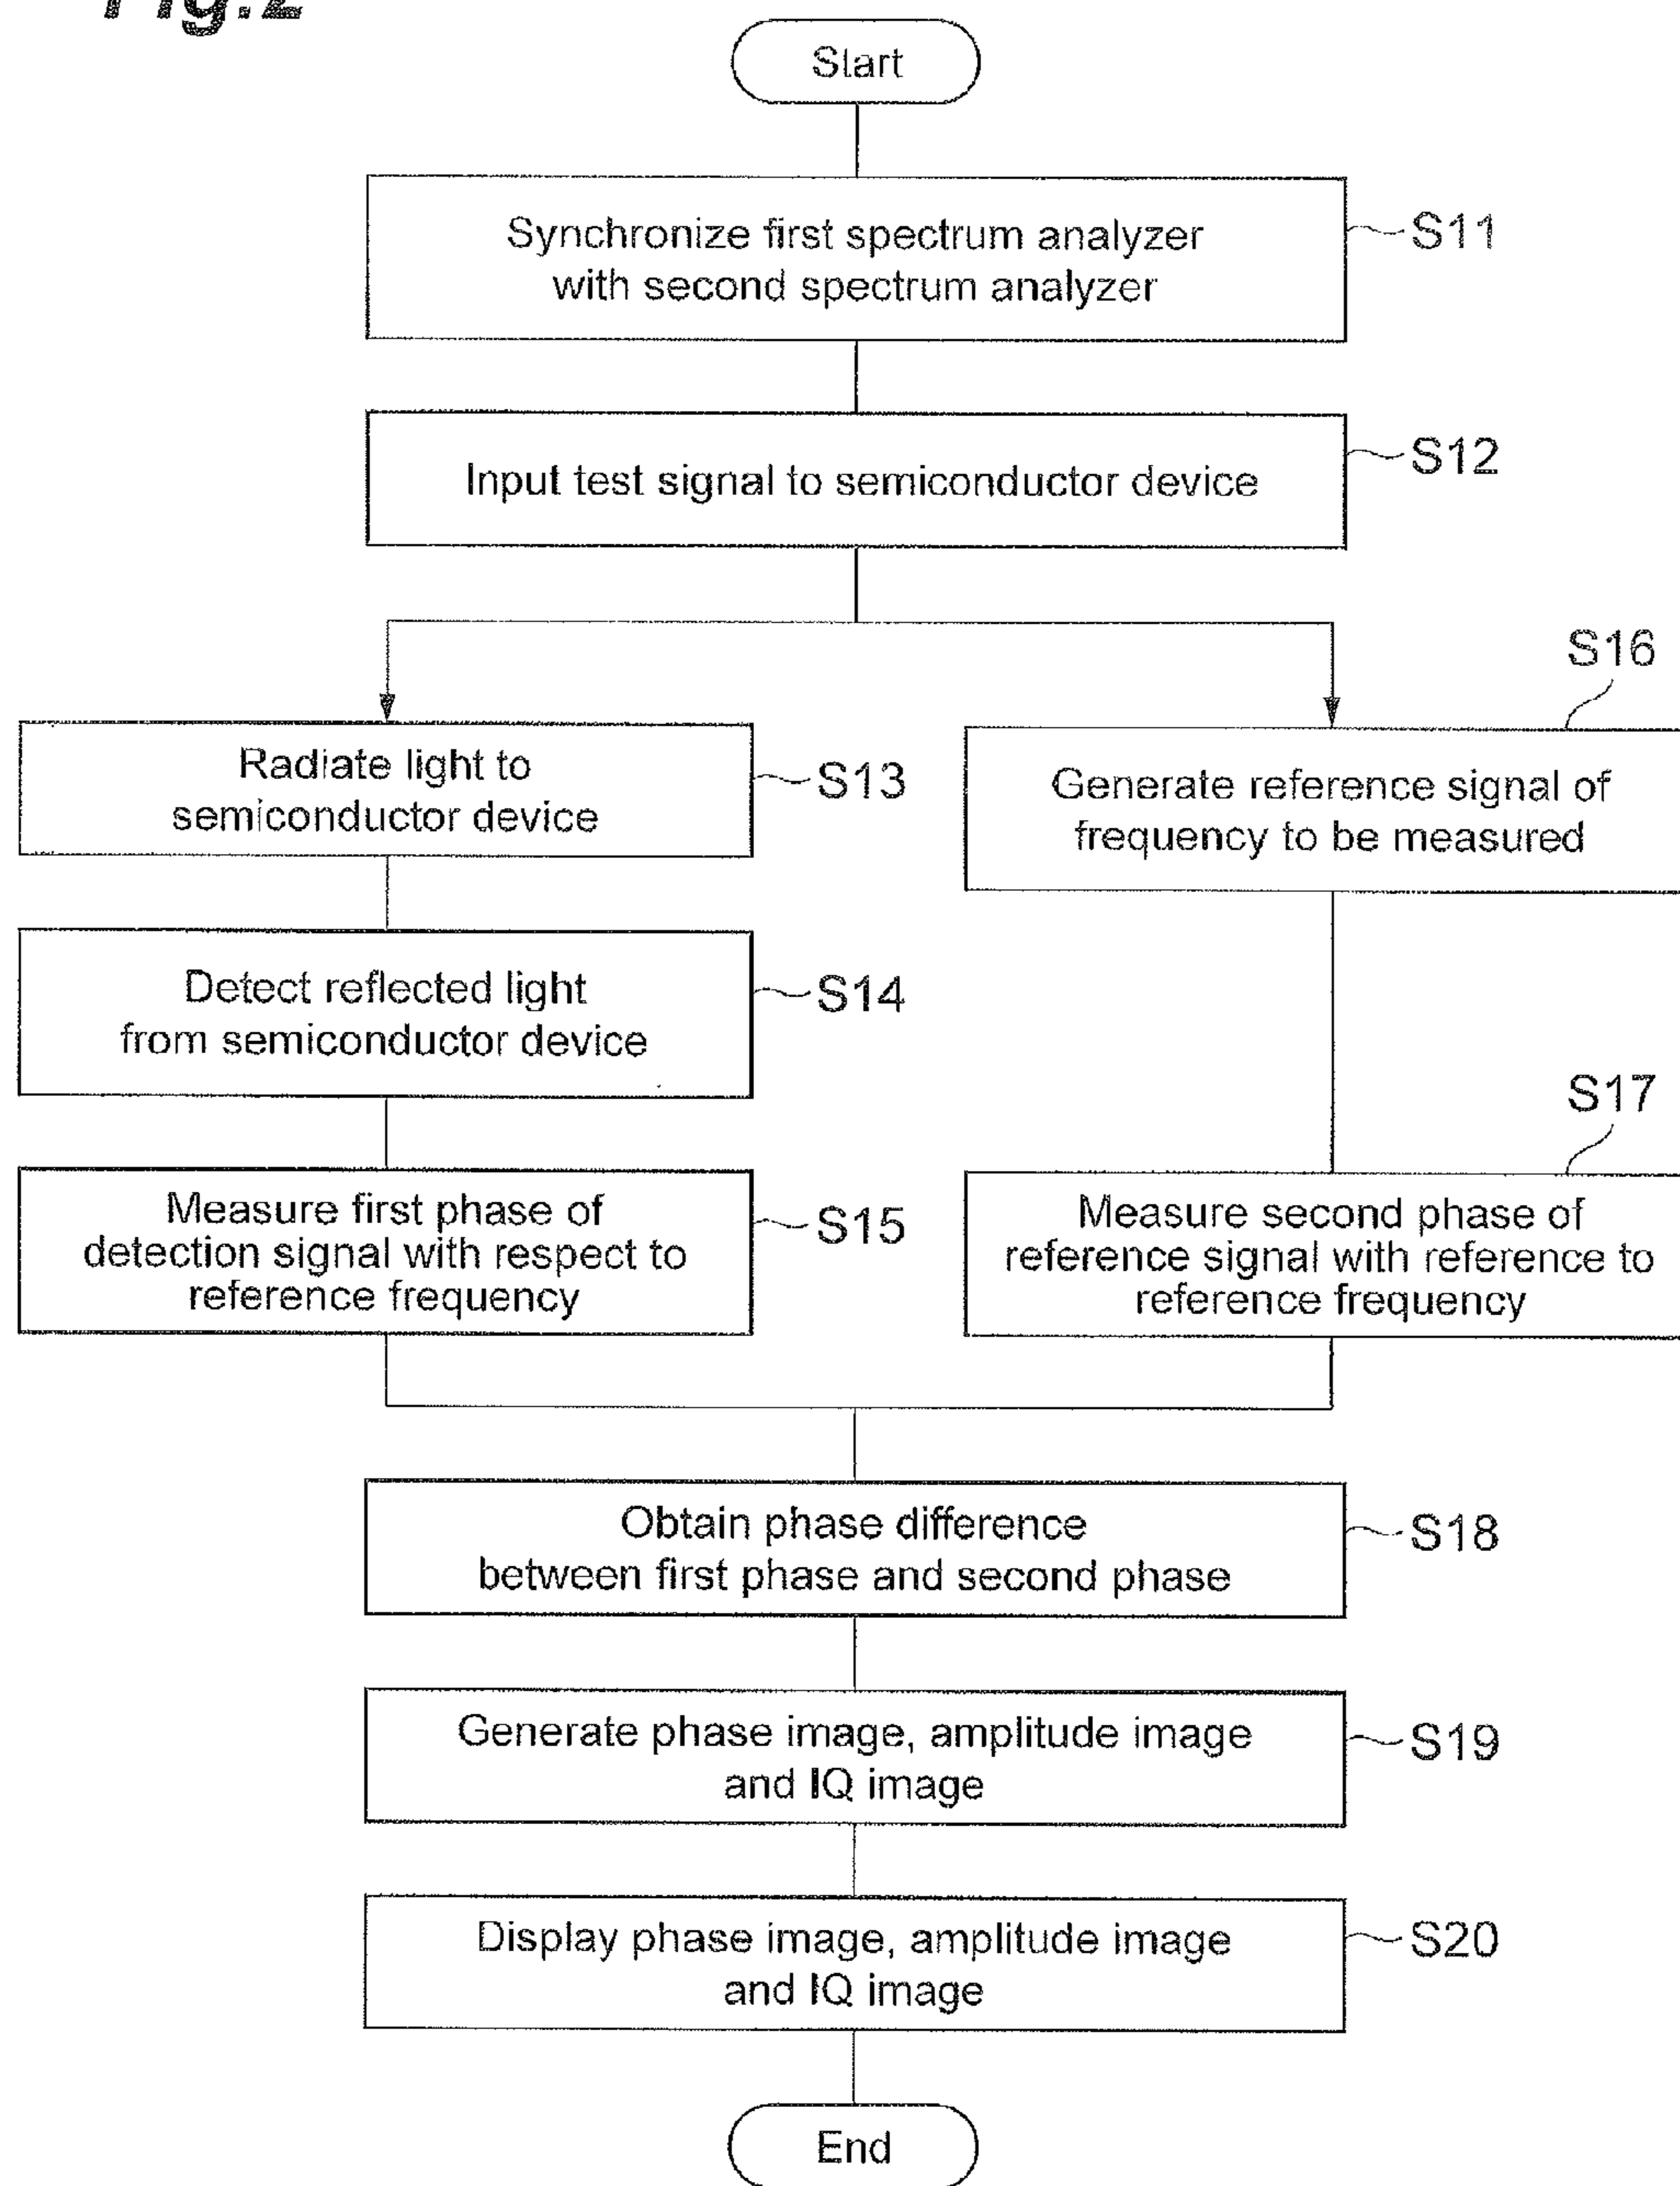 Fig.2
Start
Synchronize first spectrum analyzer
with second spectrum analyzer
S11
Input test signal to semiconductor device
S12
Radiate light to
semiconductor device
S13
Detect reflected light
from semiconductor device
S14
Measure first phase of
detection signal with respect to
reference frequency
S15
S16
Generate reference signal of
frequency to be measured
S17
Measure second phase of
reference signal with reference to
reference frequency
Obtain phase difference
between first phase and second phase
S18
Generate phase image, amplitude image
and IQ image
S19
Display phase image, amplitude image
and IQ image
S20
End